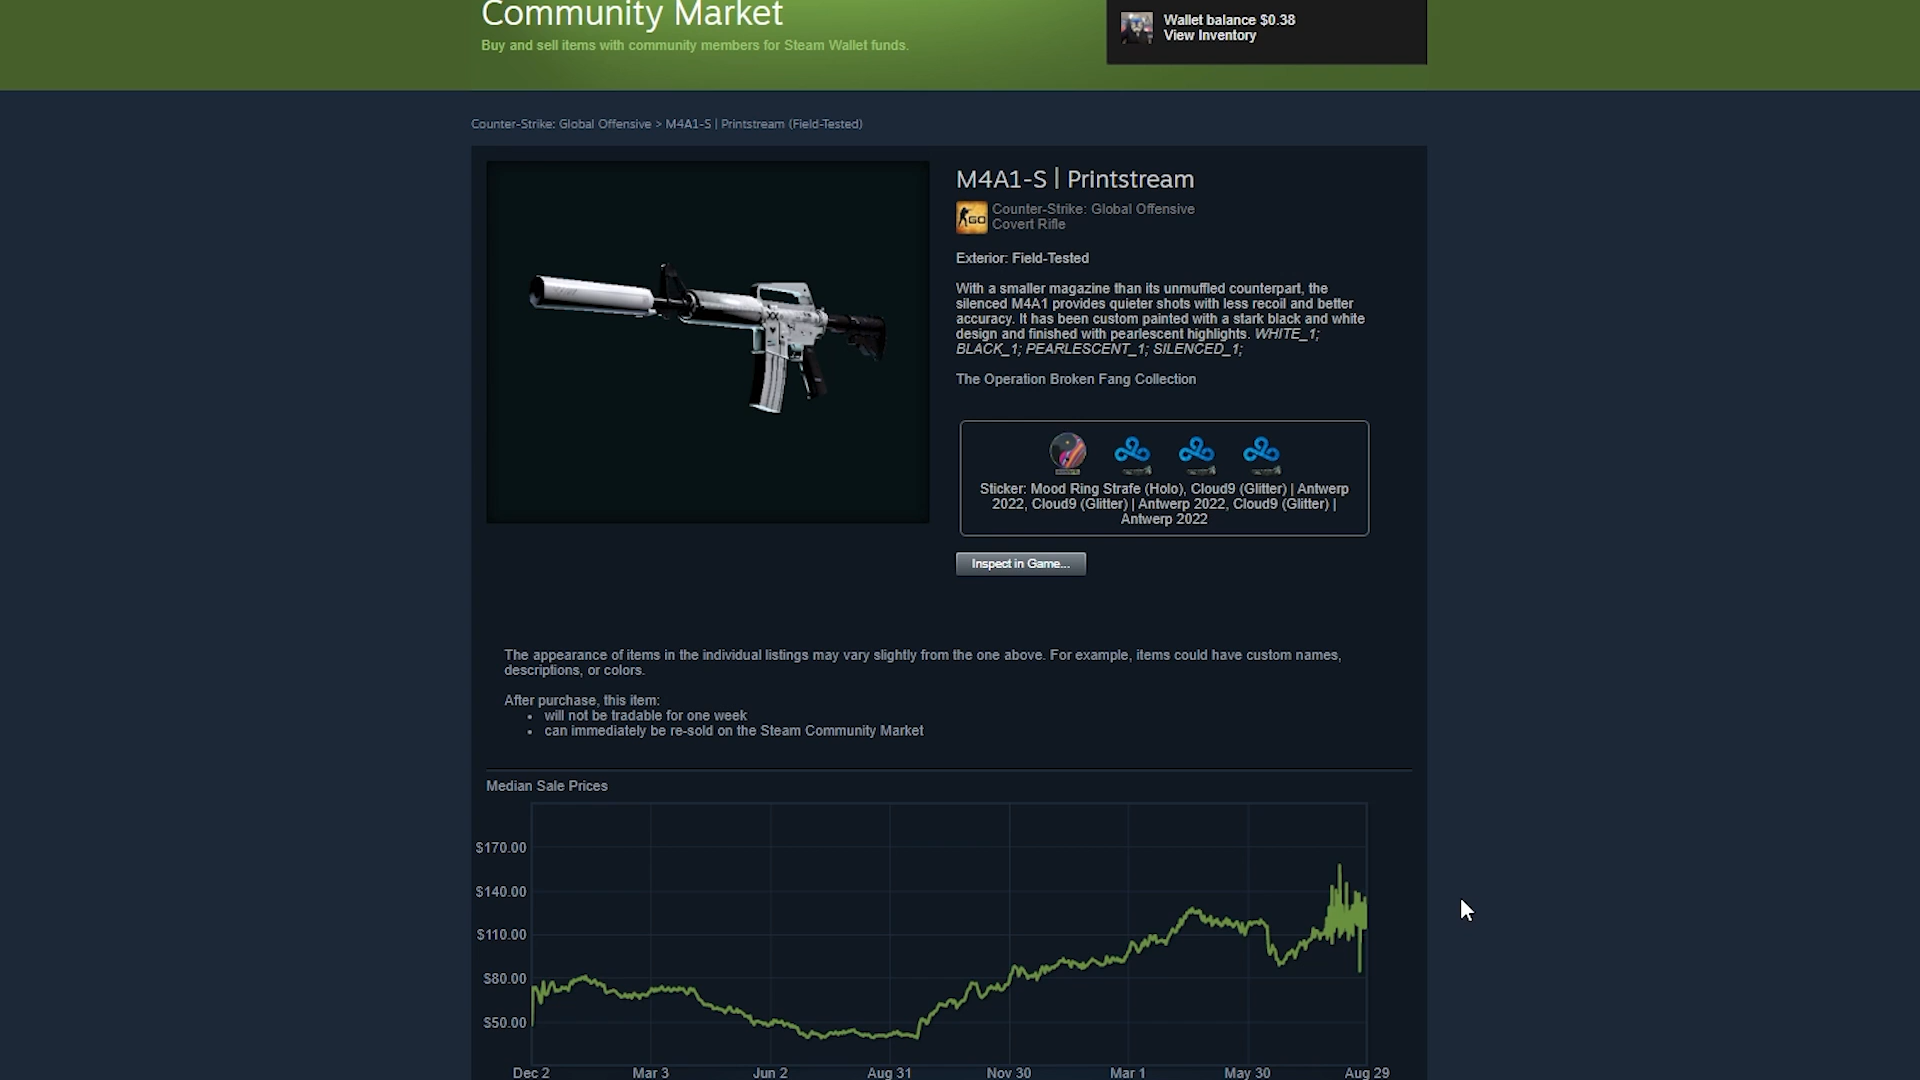 Community Market
Buy and sell items with community members for Steam Wallet funds.
Wallet balance $0.38
View Inventory
Counter-Strike: Global Offensive > M4A1-S | Printstream (Field-Tested)
M4A1-S | Printstream
GO
Counter-Strike: Global Offensive
Covert Rifle
Exterior: Field-Tested
With a smaller magazine than its unmuffled counterpart, the
silenced M4A1 provides quieter shots with less recoil and better
accuracy. It has been custom painted with a stark black and white
design and finished with pearlescent highlights. WHITE_1;
BLACK_1; PEARLESCENT_1; SILENCED_1;
The Operation Broken Fang Collection
Sticker: Mood Ring Strafe (Holo), Cloud9 (Glitter) | Antwerp
2022, Cloud9 (Glitter) | Antwerp 2022, Cloud9 (Glitter) |
Antwerp 2022
Inspect in Game...
The appearance of items in the individual listings may vary slightly from the one above. For example, items could have custom names,
descriptions, or colors.
After purchase, this item:
• will not be tradable for one week
• can immediately be re-sold on the Steam Community Market
Median Sale Prices
$170.00
$140.00
$110.00
$80.00
$50.00
Dec 2 Mar 3 Jun 2 Aug 31 Nov 30 Mar 1 May 30 Aug 29